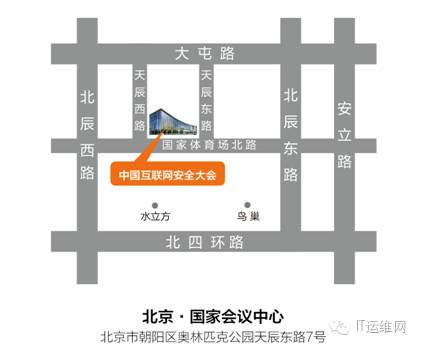 大屯路
天辰西路
天辰东路
北辰西路
北辰东路
安立路
国家体育场北路
中国互联网安全大会
水立方
鸟巢
北四环路
北京·国家会议中心
北京市朝阳区奥林匹克公园天辰东路7号
IT运维网